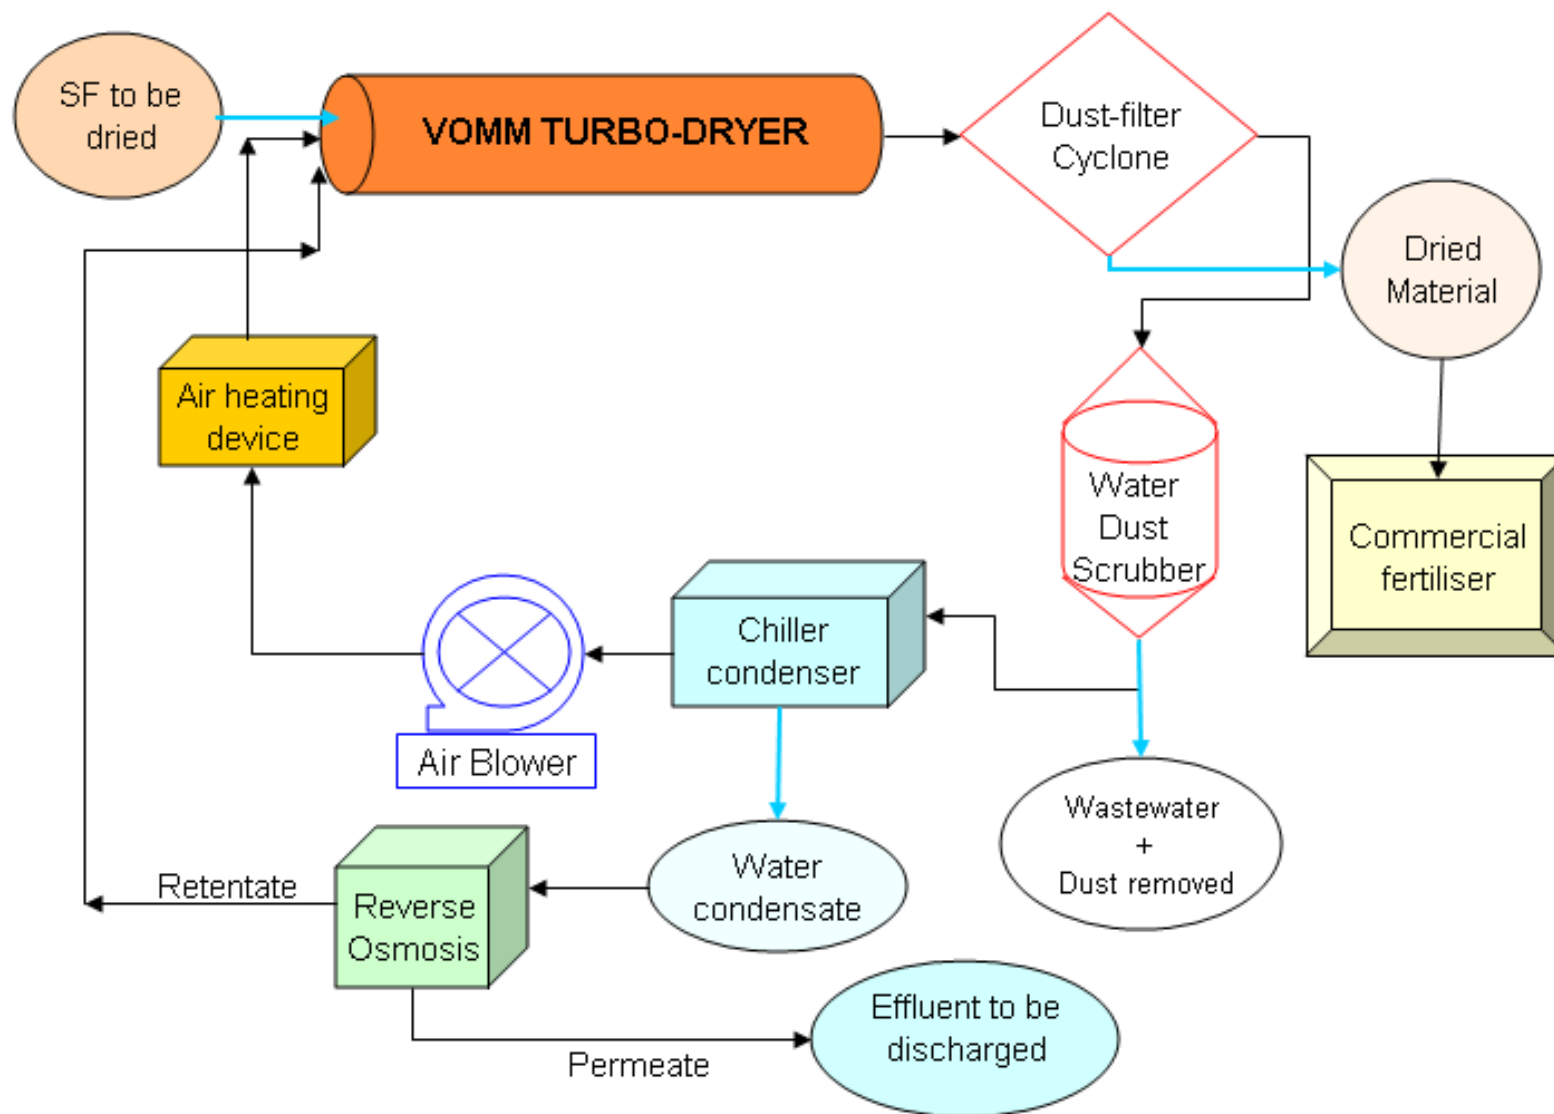 SF to be
dried
VOMM TURBO-DRYER
Dust-filter
Cyclone
Dried
Material
Air heating
device
Water
Dust
Scrubber
Commercial
fertiliser
Chiller
condenser
Air Blower
Wastewater
+
Dust removed
Water
condensate
Retentate
Reverse
Osmosis
Effluent to be
discharged
Permeate